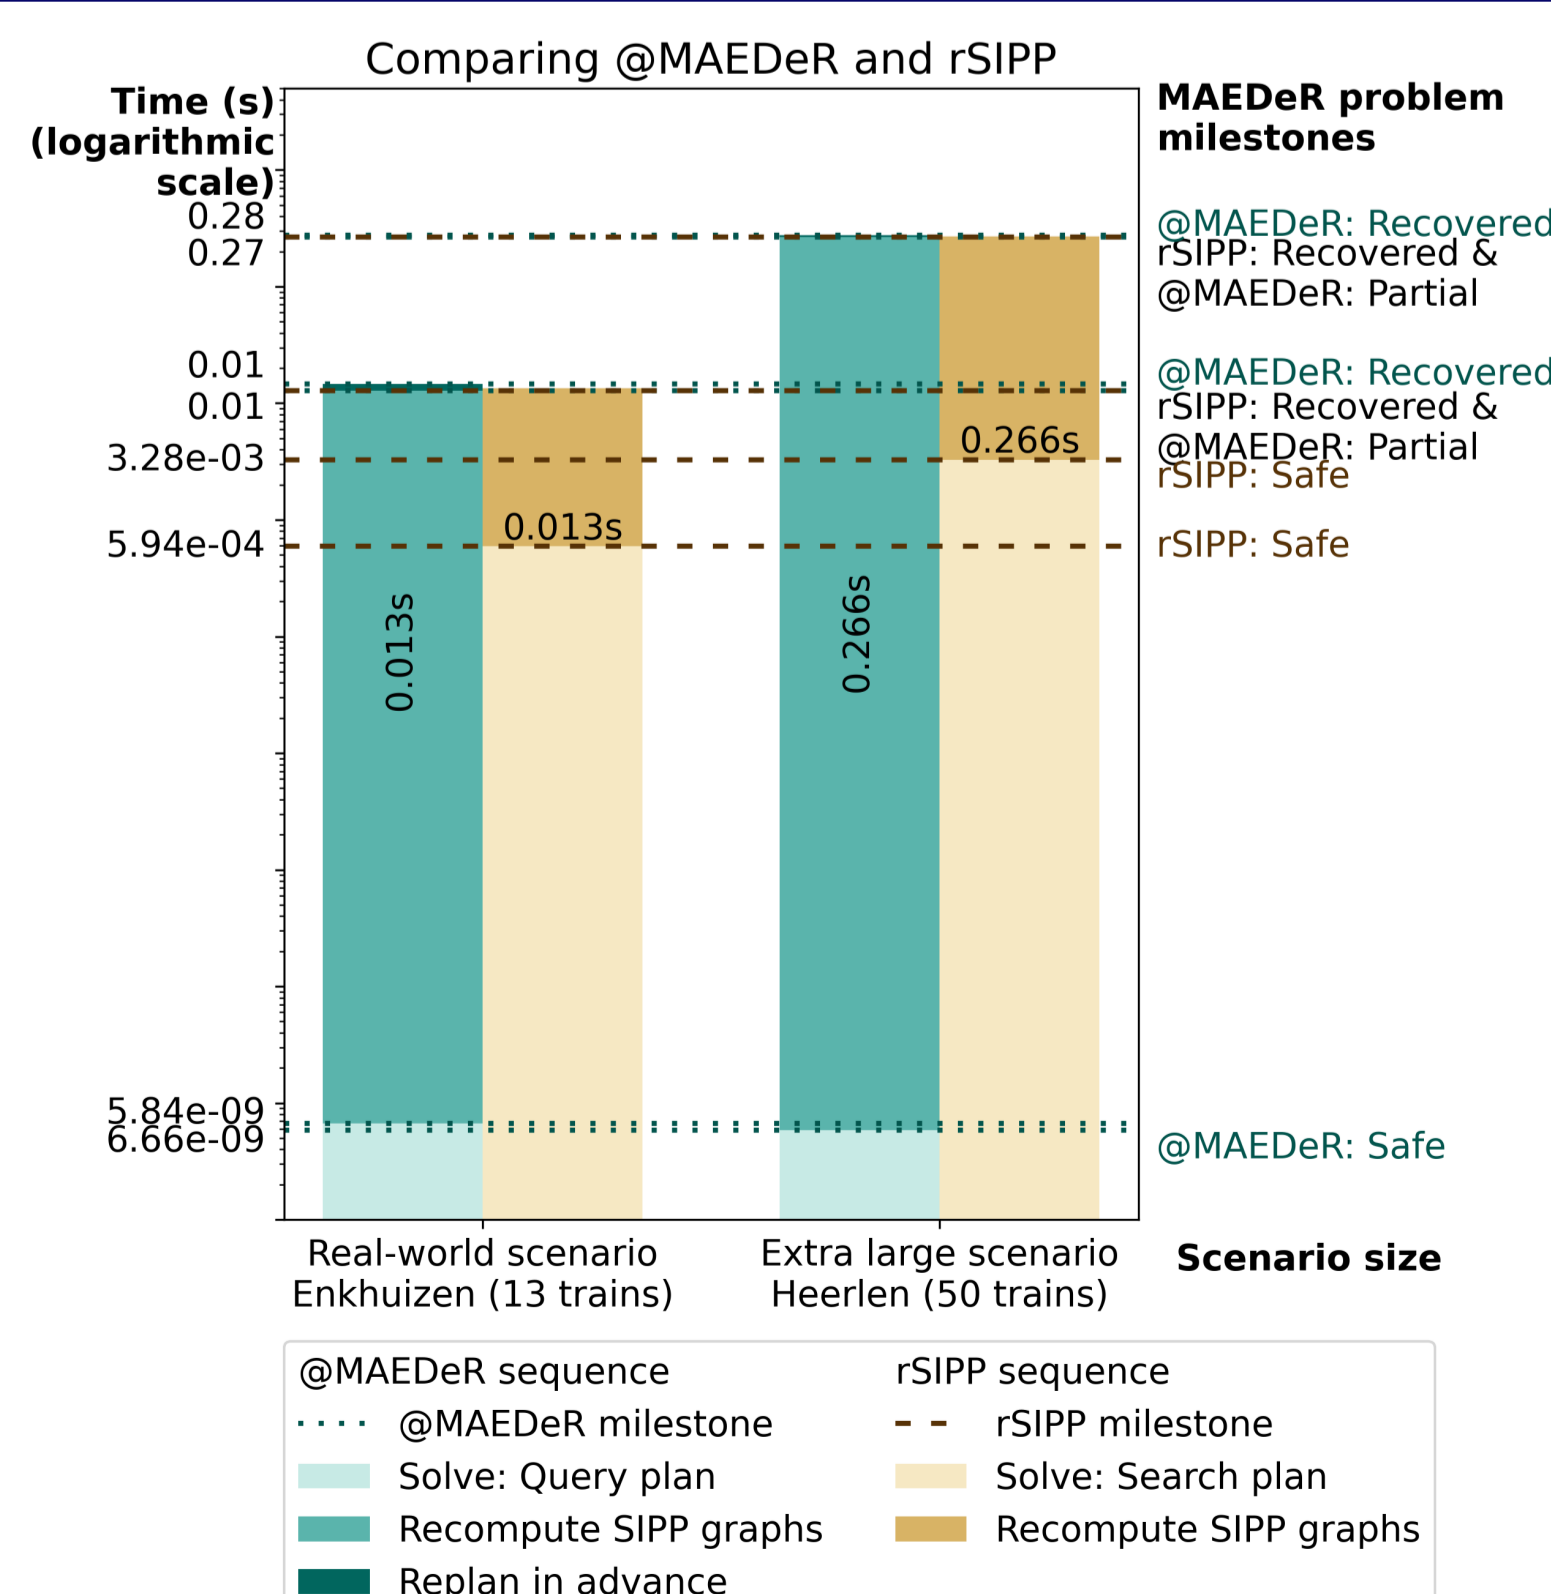 Comparing @MAEDeR and rSIPP
Time (s)
(logarithmic
scale)
MAEDeR problem
milestones
0.28
0.27
0.01
0.01
3.28e-03
5.94e-04
5.84e-09
6.66e-09
@MAEDeR: Recovered
rSIPP: Recovered &
@MAEDeR: Partial
@MAEDeR: Recovered
rSIPP: Recovered &
@MAEDeR: Partial
rSIPP: Safe
rSIPP: Safe
@MAEDeR: Safe
0.013s
0.013s
0.266s
0.266s
Real-world scenario
Enkhuizen (13 trains)
Extra large scenario
Heerlen (50 trains)
Scenario size
@MAEDeR sequence
@MAEDeR milestone
Solve: Query plan
Recompute SIPP graphs
Replan in advance
rSIPP sequence
rSIPP milestone
Solve: Search plan
Recompute SIPP graphs